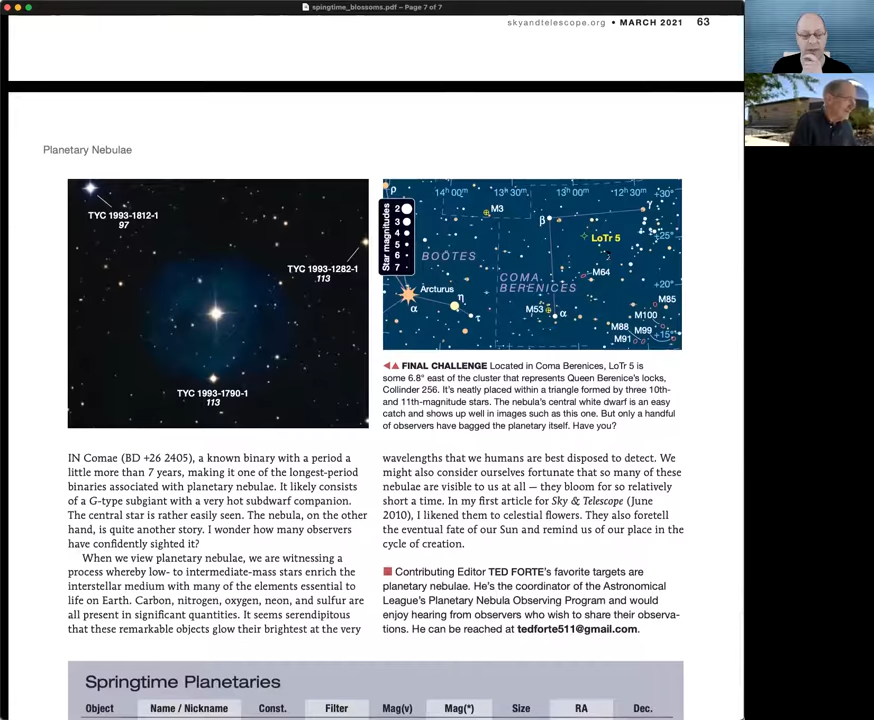 spingtime_blossoms.pdf – Page 7 of 7
skyandtelescope.org • MARCH 2021 63
Planetary Nebulae
TYC 1993-1812-1
97
TYC 1993-1282-1
113
TYC 1993-1790-1
113
ρ
14h 00m
13h 30m
13h 00m
12h 30m
+30°
Star magnitudes
2
3
4
5
6
7
M3
β
γ
LoTr 5
+25°
BOÖTES
COMA
BERENICES
M64
+20°
Arcturus
α
η
τ
M53
α
M85
M100
M88
M99
+15°
M91
FINAL CHALLENGE Located in Coma Berenices, LoTr 5 is
some 6.8° east of the cluster that represents Queen Berenice's locks,
Collinder 256. It's neatly placed within a triangle formed by three 10th-
and 11th-magnitude stars. The nebula's central white dwarf is an easy
catch and shows up well in images such as this one. But only a handful
of observers have bagged the planetary itself. Have you?
IN Comae (BD +26 2405), a known binary with a period a
little more than 7 years, making it one of the longest-period
binaries associated with planetary nebulae. It likely consists
of a G-type subgiant with a very hot subdwarf companion.
The central star is rather easily seen. The nebula, on the other
hand, is quite another story. I wonder how many observers
have confidently sighted it?
When we view planetary nebulae, we are witnessing a
process whereby low- to intermediate-mass stars enrich the
interstellar medium with many of the elements essential to
life on Earth. Carbon, nitrogen, oxygen, neon, and sulfur are
all present in significant quantities. It seems serendipitous
that these remarkable objects glow their brightest at the very
wavelengths that we humans are best disposed to detect. We
might also consider ourselves fortunate that so many of these
nebulae are visible to us at all — they bloom for so relatively
short a time. In my first article for Sky & Telescope (June
2010), I likened them to celestial flowers. They also foretell
the eventual fate of our Sun and remind us of our place in the
cycle of creation.
Contributing Editor TED FORTE's favorite targets are
planetary nebulae. He's the coordinator of the Astronomical
League's Planetary Nebula Observing Program and would
enjoy hearing from observers who wish to share their observa-
tions. He can be reached at tedforte511@gmail.com.
Springtime Planetaries
Object Name / Nickname Const. Filter Mag(v) Mag(*) Size RA Dec.